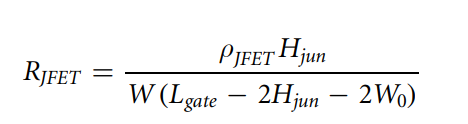 R_{JFET} = \frac{\rho_{JFET} H_{jun}}{W(L_{gate} - 2H_{jun} - 2W_0)}